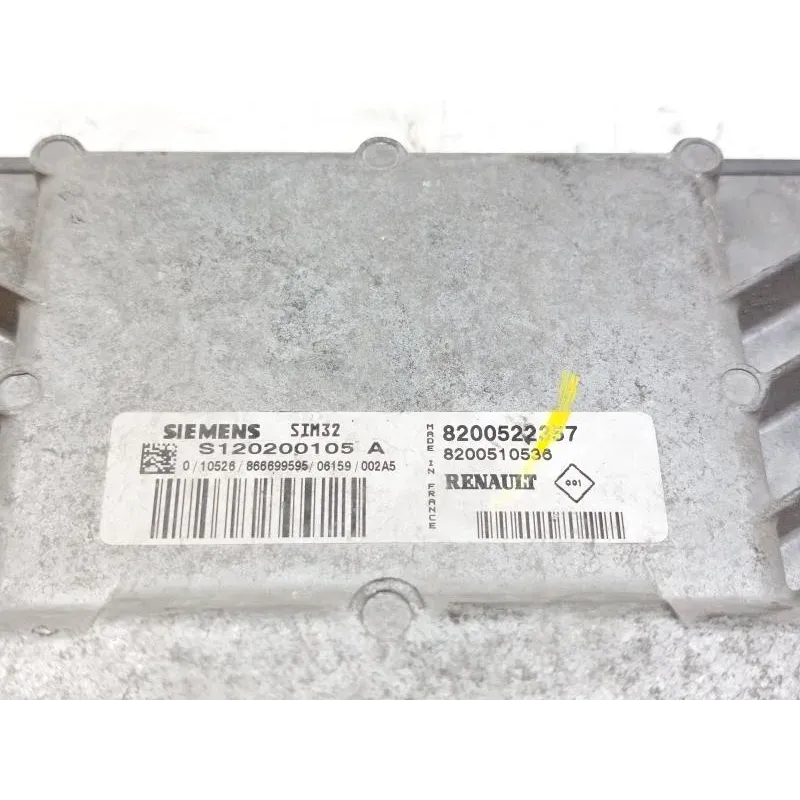 SIEMENS SIM32
S120200105 A
0/10526/866699595/06159/002A5
MADE IN FRANCE
8200522357
8200510536
RENAULT 001